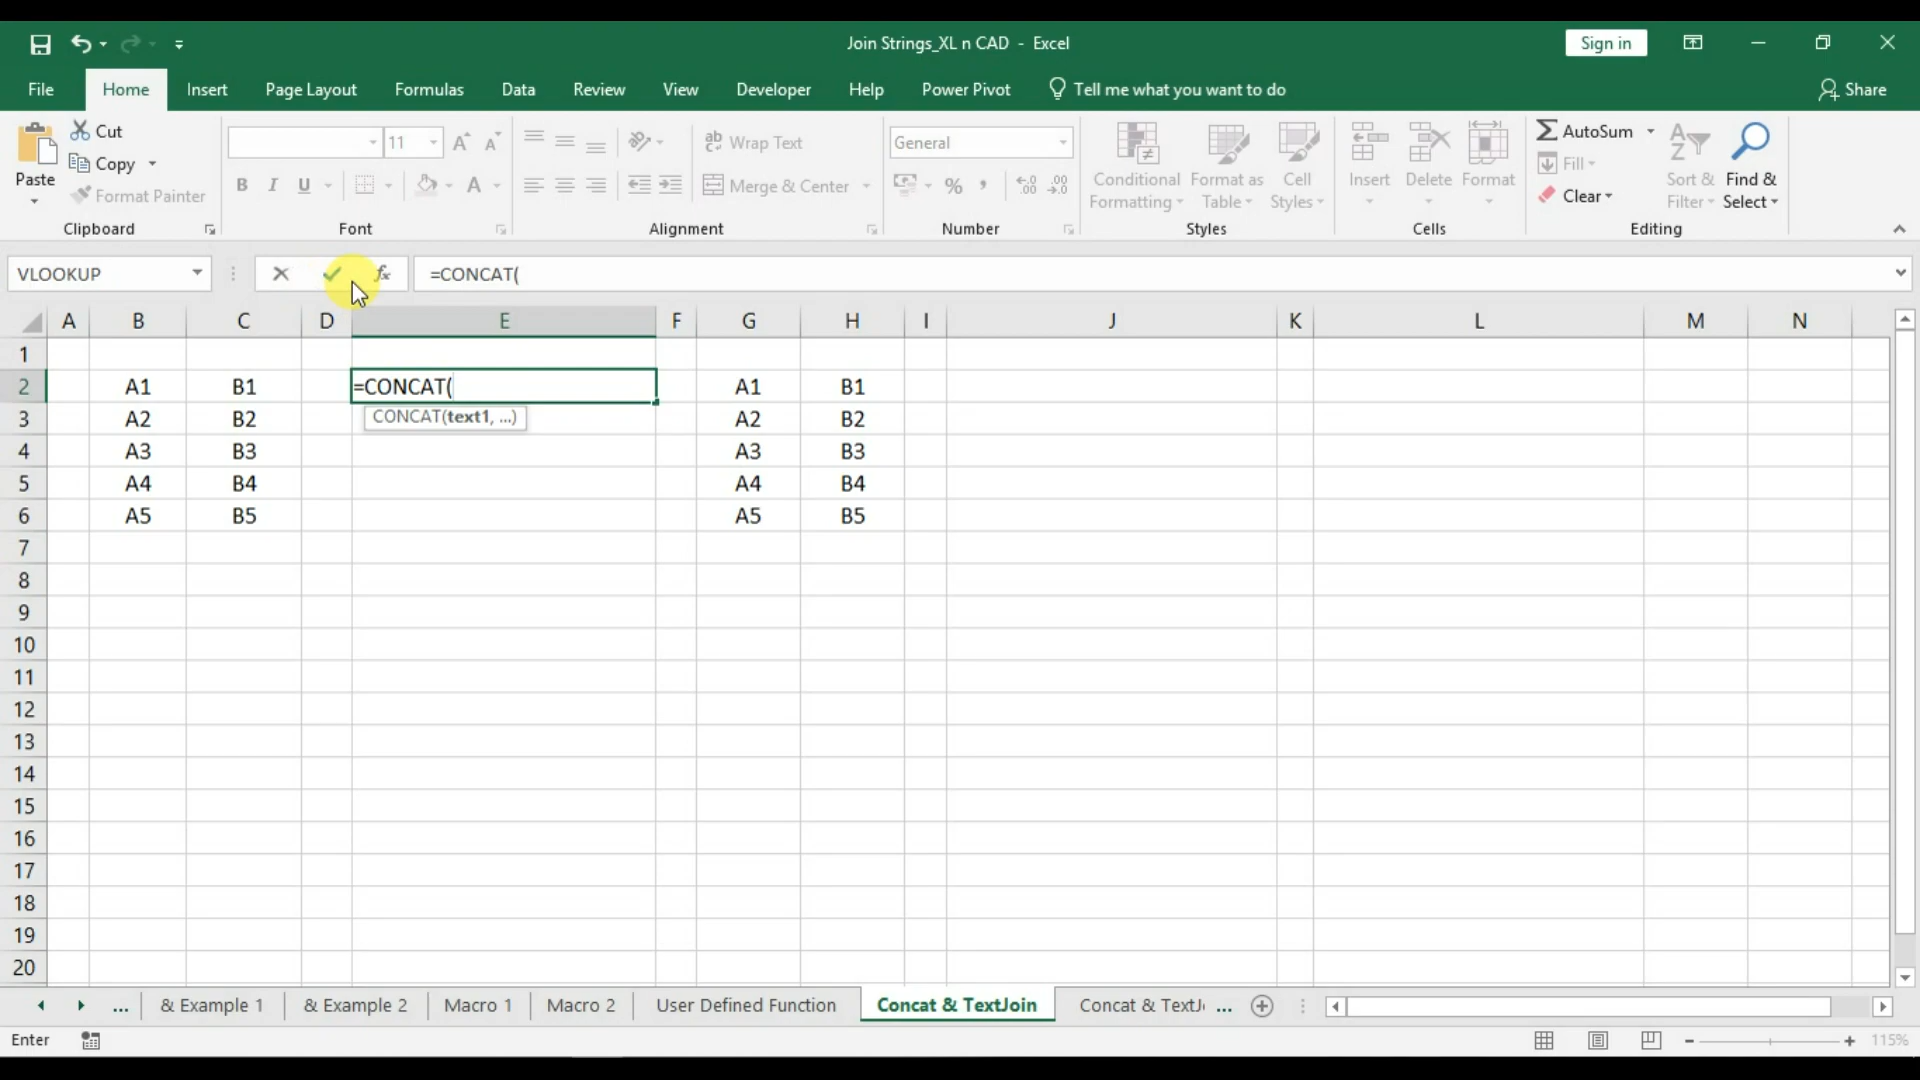 Join Strings_XL n CAD - Excel
Sign in
File Home Insert Page Layout Formulas Data Review View Developer Help Power Pivot Tell me what you want to do Share
Paste
Cut
Copy
Format Painter
Clipboard
11
B I U
Font
Wrap Text
Merge & Center
Alignment
General
%
Number
Conditional Formatting
Format as Table
Cell Styles
Styles
Insert
Delete
Format
Cells
AutoSum
Fill
Clear
Sort & Filter
Find & Select
Editing
VLOOKUP
fx
=CONCAT(
A B C D E F G H I J K L M N
1
2 A1 B1 =CONCAT( A1 B1
CONCAT(text1, ...)
3 A2 B2 A2 B2
4 A3 B3 A3 B3
5 A4 B4 A4 B4
6 A5 B5 A5 B5
7
8
9
10
11
12
13
14
15
16
17
18
19
20
... & Example 1 & Example 2 Macro 1 Macro 2 User Defined Function Concat & TextJoin Concat & TextJ ...
Enter
115%